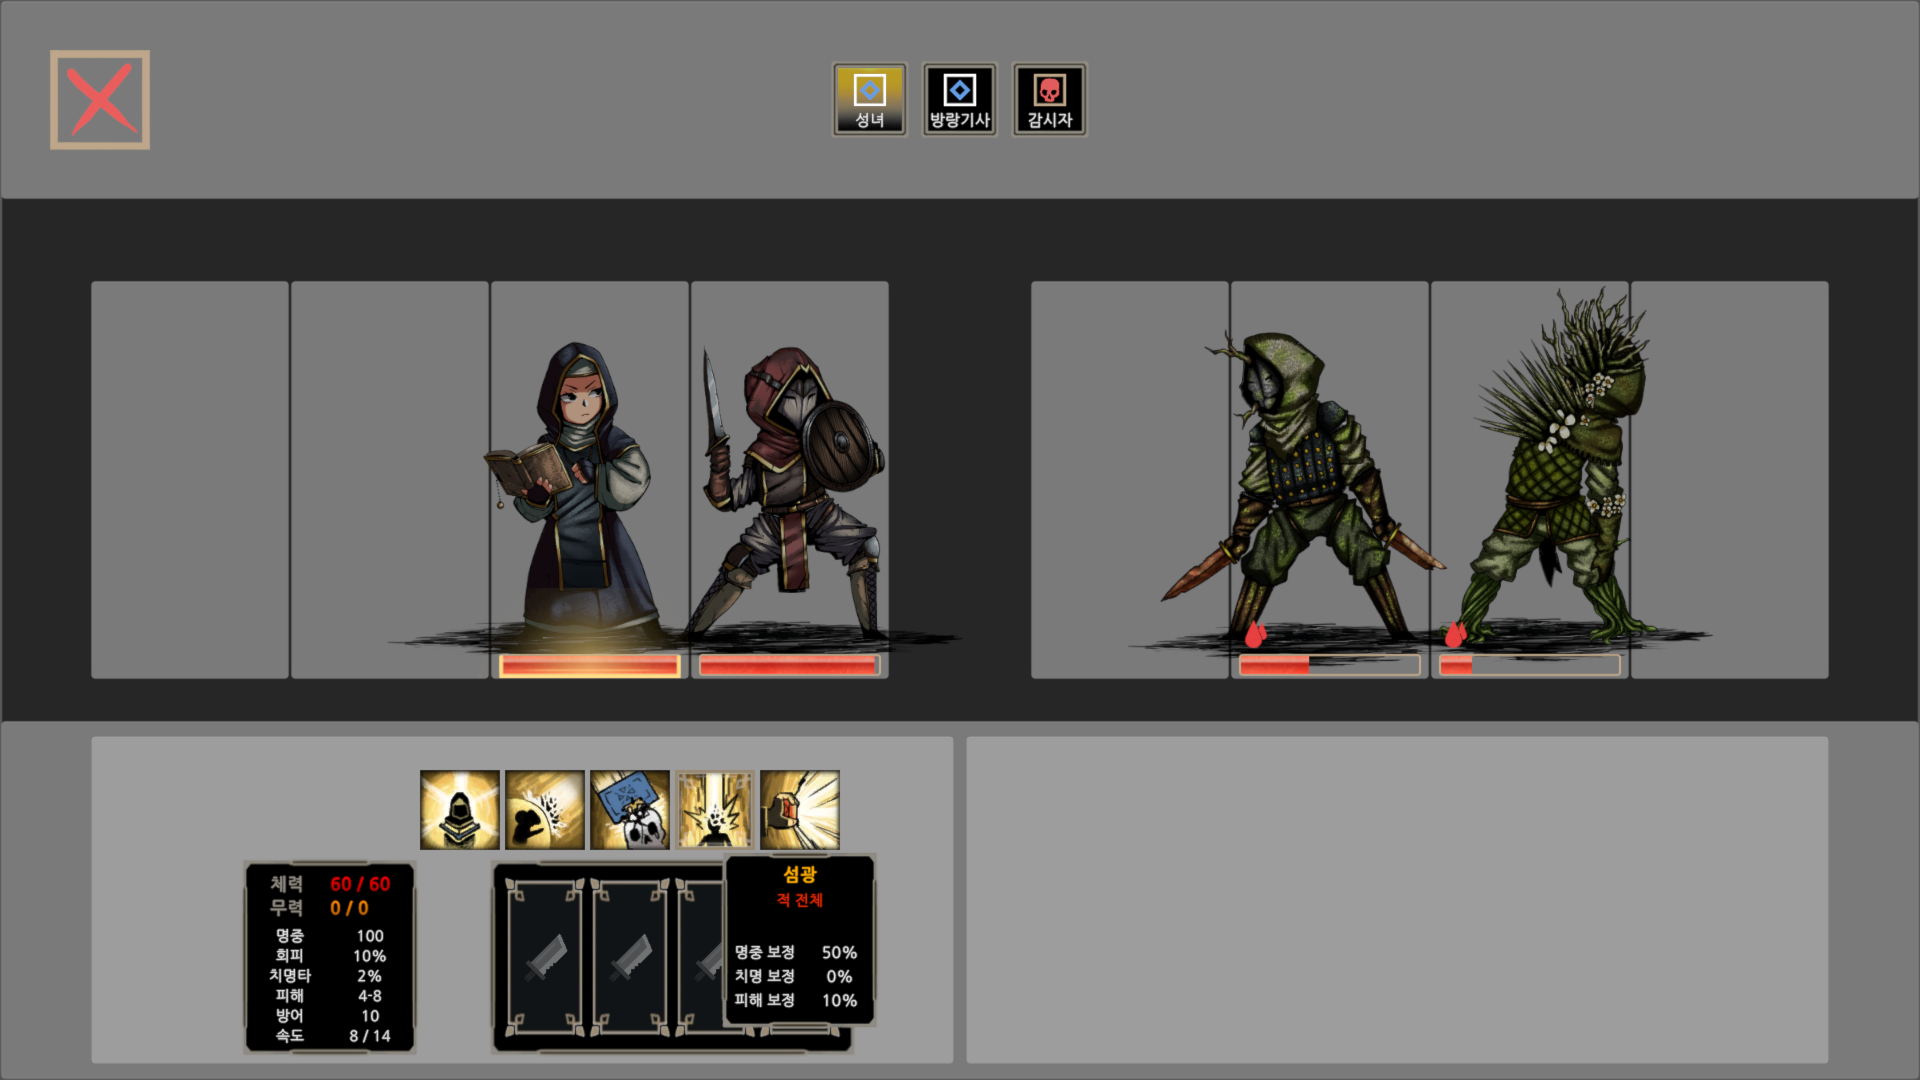 성녀
방랑기사
감시자
체력 60 / 60
무력 0 / 0
명중 100
회피 10%
치명타 2%
피해 4-8
방어 10
속도 8 / 14
섬광
적 전체
명중 보정 50%
치명 보정 0%
피해 보정 10%